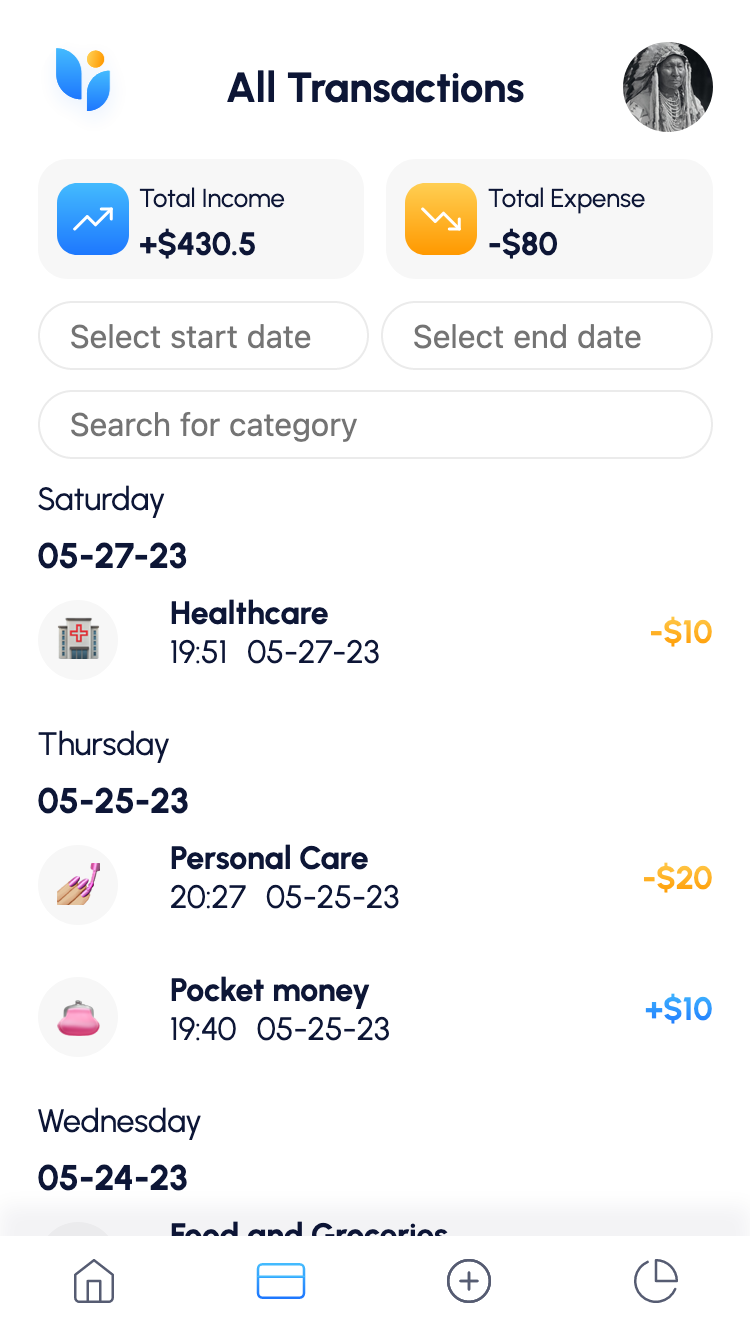 All Transactions
Total Income
+$430.5
Total Expense
-$80
Select start date
Select end date
Search for category
Saturday
05-27-23
Healthcare
19:51 05-27-23
-$10
Thursday
05-25-23
Personal Care
20:27 05-25-23
-$20
Pocket money
19:40 05-25-23
+$10
Wednesday
05-24-23
Food and Groceries